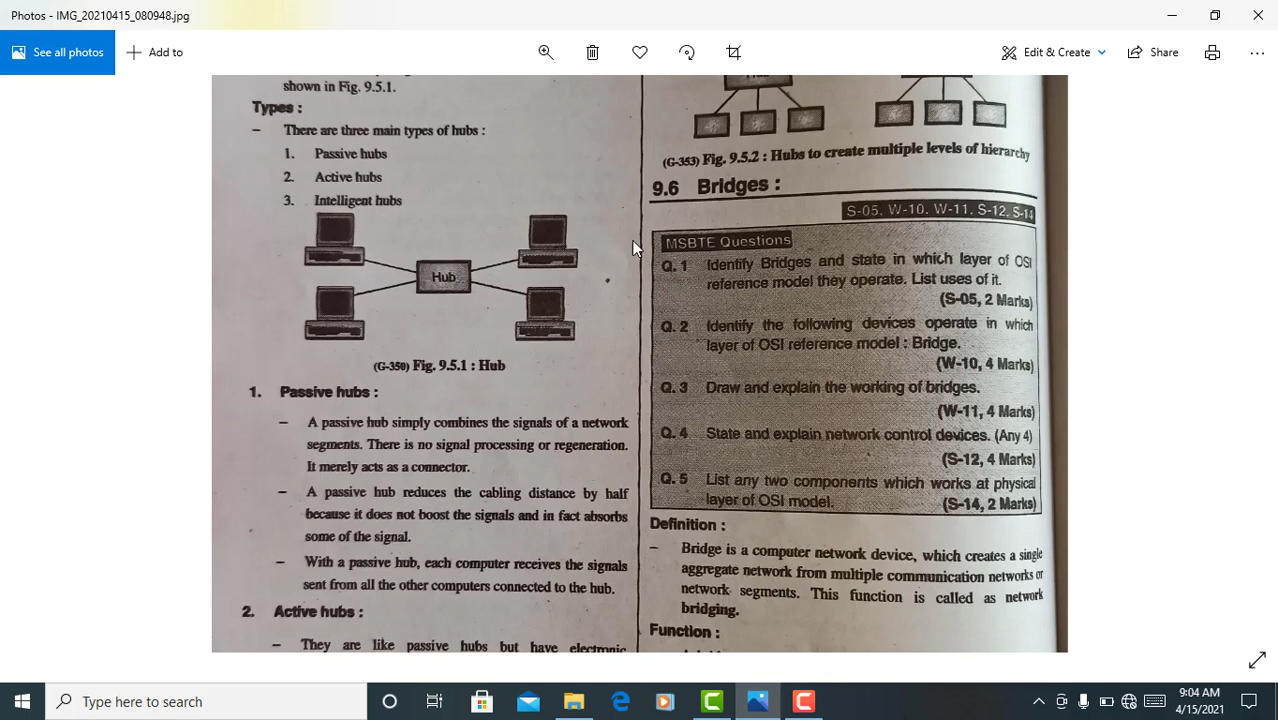 Photos - IMG_20210415_080948.jpg
See all photos
Add to
Edit & Create
Share
shown in Fig. 9.5.1.
Types :
– There are three main types of hubs :
1. Passive hubs
2. Active hubs
3. Intelligent hubs
Hub
(G-350) Fig. 9.5.1 : Hub
1. Passive hubs :
– A passive hub simply combines the signals of a network
segments. There is no signal processing or regeneration.
It merely acts as a connector.
– A passive hub reduces the cabling distance by half
because it does not boost the signals and in fact absorbs
some of the signal.
– With a passive hub, each computer receives the signals
sent from all the other computers connected to the hub.
2. Active hubs :
– They are like passive hubs but have electronic
(G-353) Fig. 9.5.2 : Hubs to create multiple levels of hierarchy
9.6 Bridges :
S-05, W-10, W-11, S-12, S-14
MSBTE Questions
Q. 1 Identify Bridges and state in which layer of OSI
reference model they operate. List uses of it.
(S-05, 2 Marks)
Q. 2 Identify the following devices operate in which
layer of OSI reference model : Bridge.
(W-10, 4 Marks)
Q. 3 Draw and explain the working of bridges.
(W-11, 4 Marks)
Q. 4 State and explain network control devices. (Any 4)
(S-12, 4 Marks)
Q. 5 List any two components which works at physical
layer of OSI model. (S-14, 2 Marks)
Definition :
– Bridge is a computer network device, which creates a single
aggregate network from multiple communication networks or
network segments. This function is called as network
bridging.
Function :
Type here to search
9:04 AM
4/15/2021